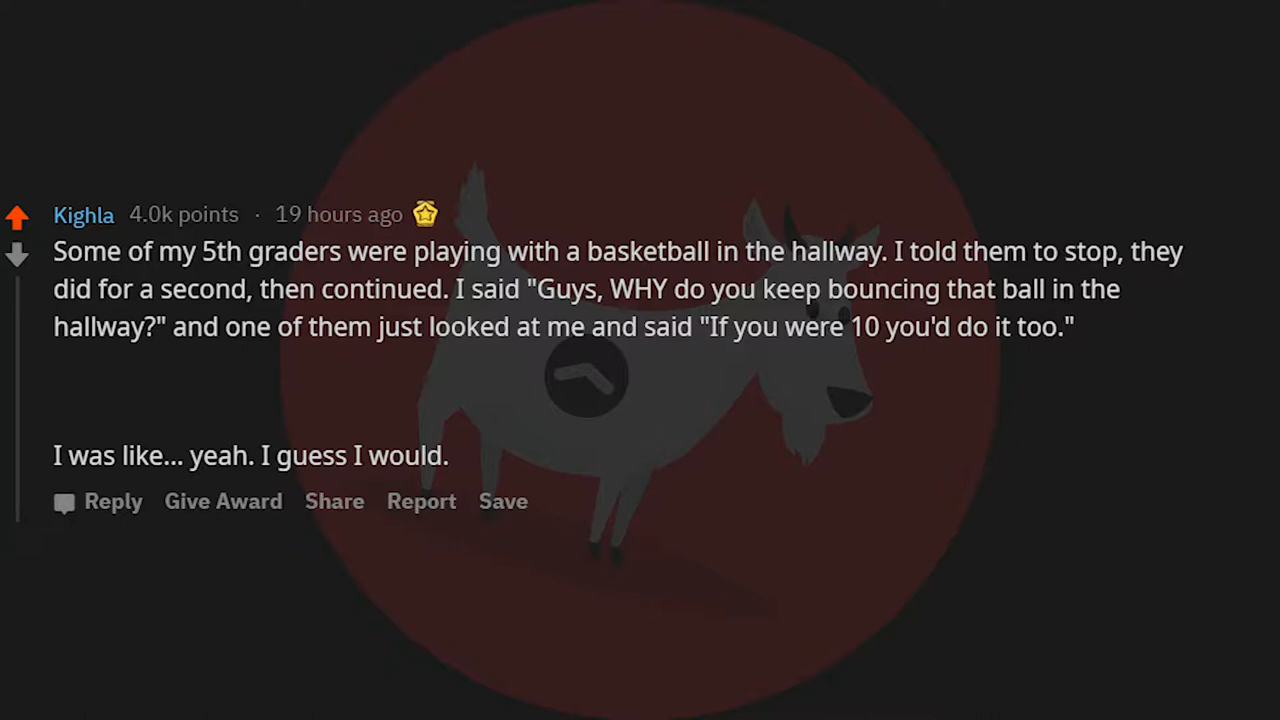 Kighla 4.0k points · 19 hours ago
Some of my 5th graders were playing with a basketball in the hallway. I told them to stop, they
did for a second, then continued. I said "Guys, WHY do you keep bouncing that ball in the
hallway?" and one of them just looked at me and said "If you were 10 you'd do it too."
I was like... yeah. I guess I would.
Reply Give Award Share Report Save